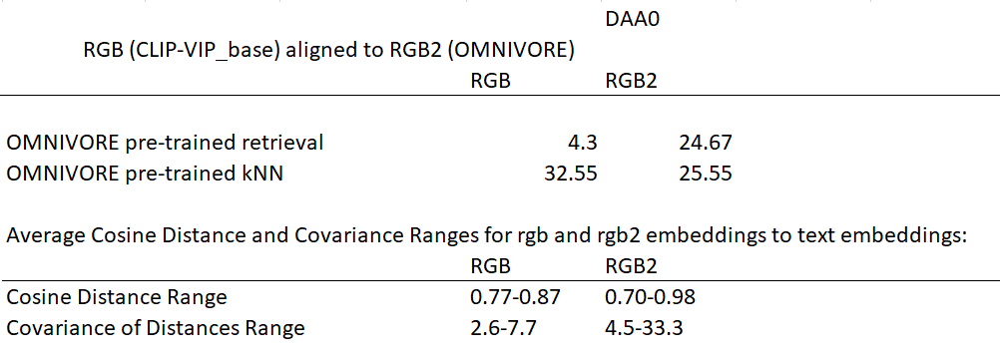 DAA0
RGB (CLIP-VIP_base) aligned to RGB2 (OMNIVORE)
RGB RGB2
OMNIVORE pre-trained retrieval 4.3 24.67
OMNIVORE pre-trained kNN 32.55 25.55
Average Cosine Distance and Covariance Ranges for rgb and rgb2 embeddings to text embeddings:
RGB RGB2
Cosine Distance Range 0.77-0.87 0.70-0.98
Covariance of Distances Range 2.6-7.7 4.5-33.3